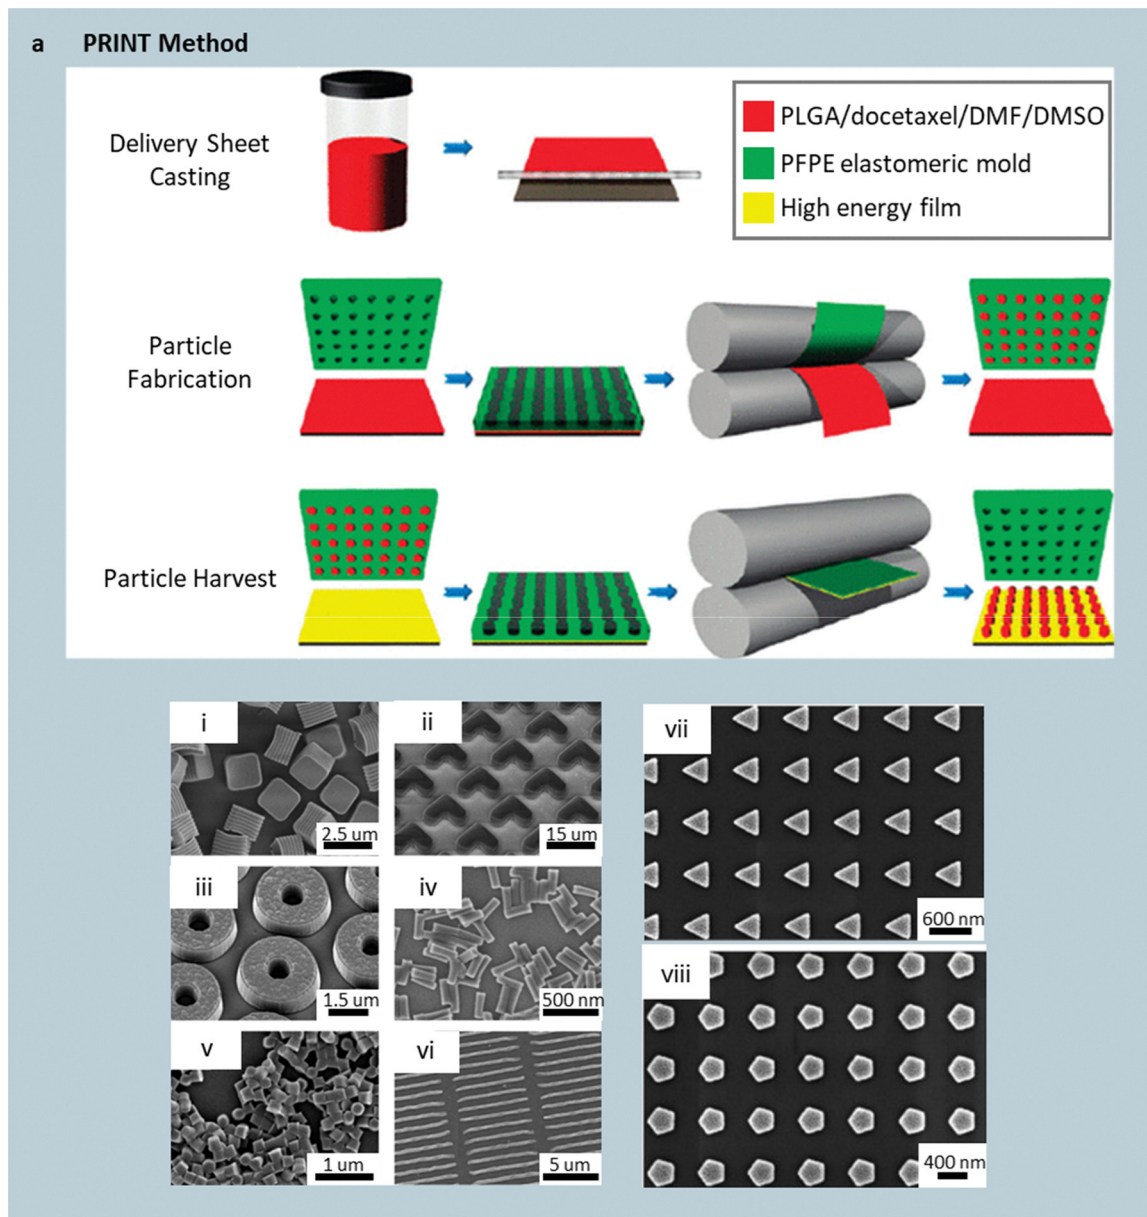 a PRINT Method
Delivery Sheet
Casting
PLGA/docetaxel/DMF/DMSO
PFPE elastomeric mold
High energy film
Particle
Fabrication
Particle Harvest
i
2.5 um
ii
15 um
iii
1.5 um
iv
500 nm
v
1 um
vi
5 um
vii
600 nm
viii
400 nm